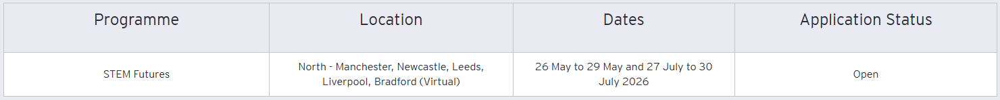 Programme
Location
Dates
Application Status
STEM Futures
North - Manchester, Newcastle, Leeds,
Liverpool, Bradford (Virtual)
26 May to 29 May and 27 July to 30
July 2026
Open